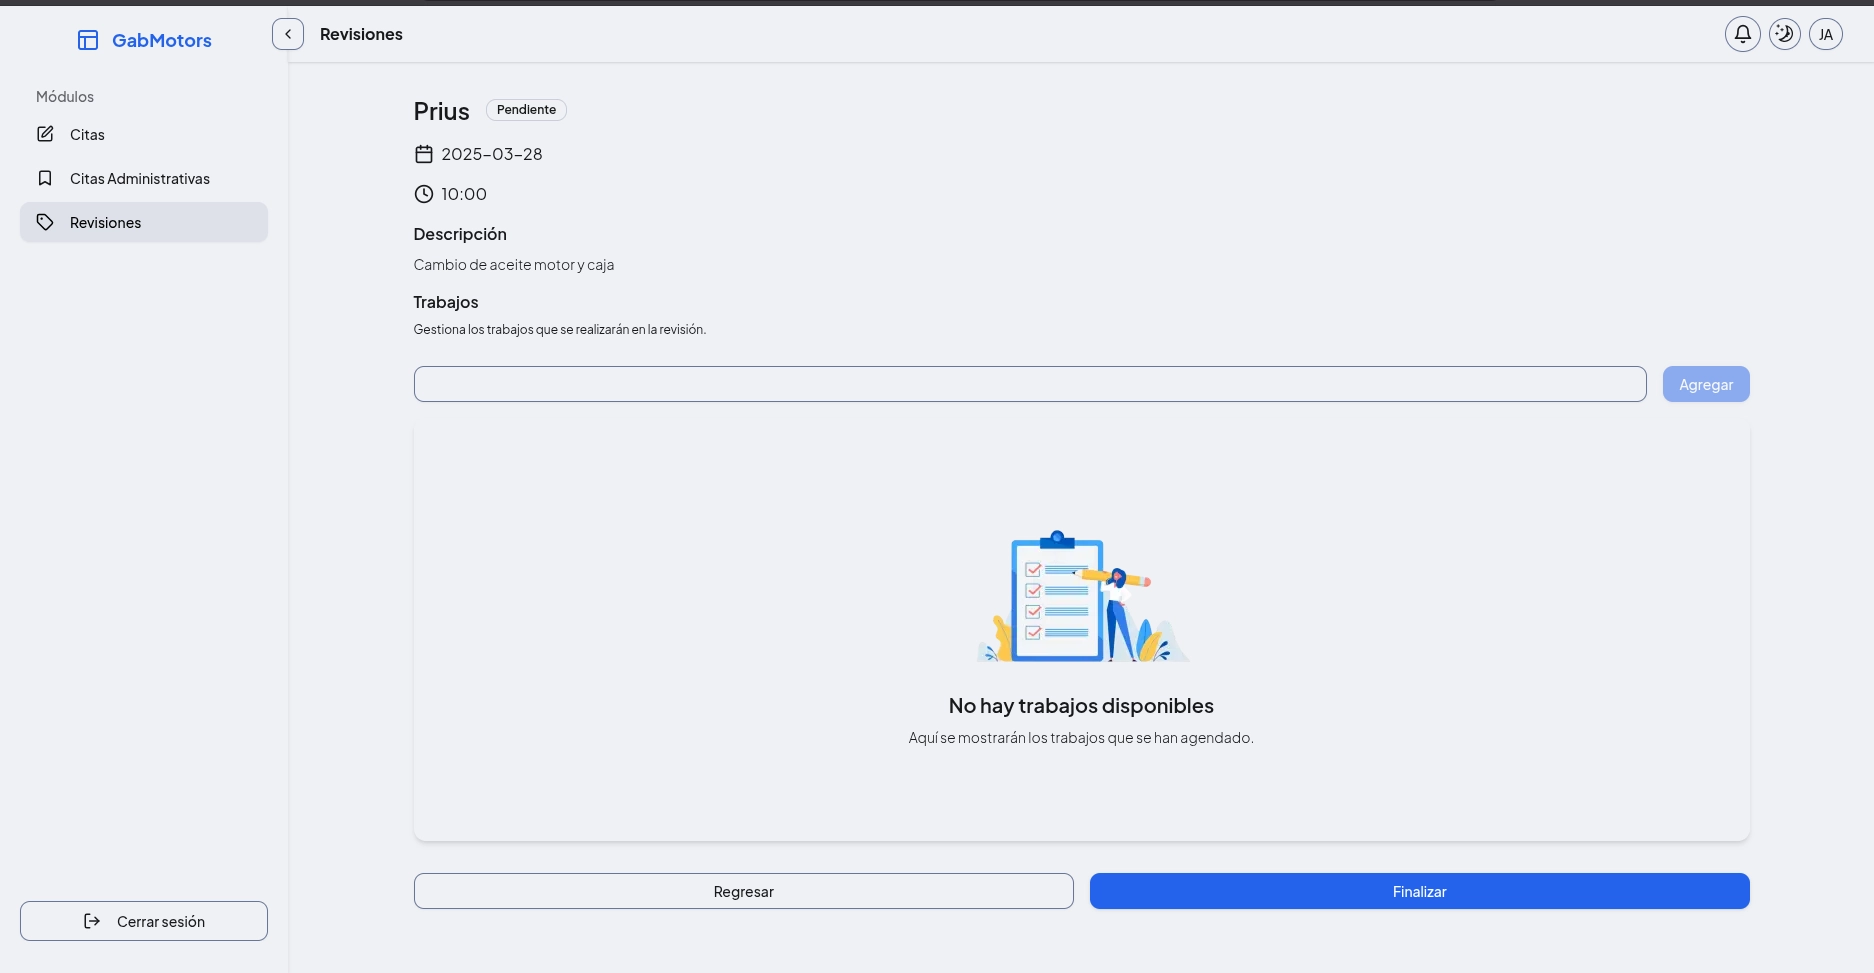 GabMotors
Revisiones
JA
Módulos
Citas
Citas Administrativas
Revisiones
Cerrar sesión
Prius
Pendiente
2025-03-28
10:00
Descripción
Cambio de aceite motor y caja
Trabajos
Gestiona los trabajos que se realizarán en la revisión.
Agregar
No hay trabajos disponibles
Aquí se mostrarán los trabajos que se han agendado.
Regresar
Finalizar